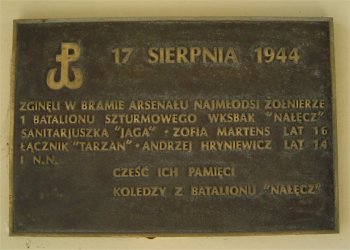 17 SIERPNIA 1944
ZGINĘLI W BRAMIE ARSENAŁU NAJMŁODSI ŻOŁNIERZE
1 BATALIONU SZTURMOWEGO WKSBAK "NAŁĘCZ"
SANITARJUSZKA "JAGA" - ZOFIA MARTENS LAT 16
ŁĄCZNIK "TARZAN" - ANDRZEJ HRYNIEWICZ LAT 14
I N.N.
CZEŚĆ ICH PAMIĘCI
KOLEDZY Z BATALIONU "NAŁĘCZ"